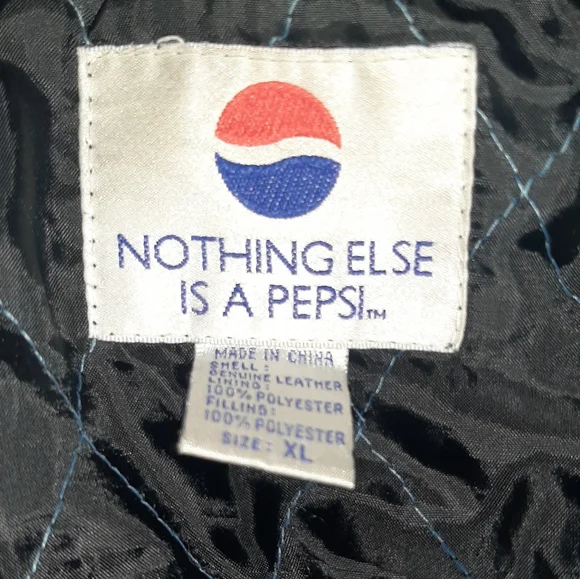 NOTHING ELSE
IS A PEPSI™
MADE IN CHINA
SHELL:
GENUINE LEATHER
LINING:
100% POLYESTER
FILLING:
100% POLYESTER
SIZE: XL